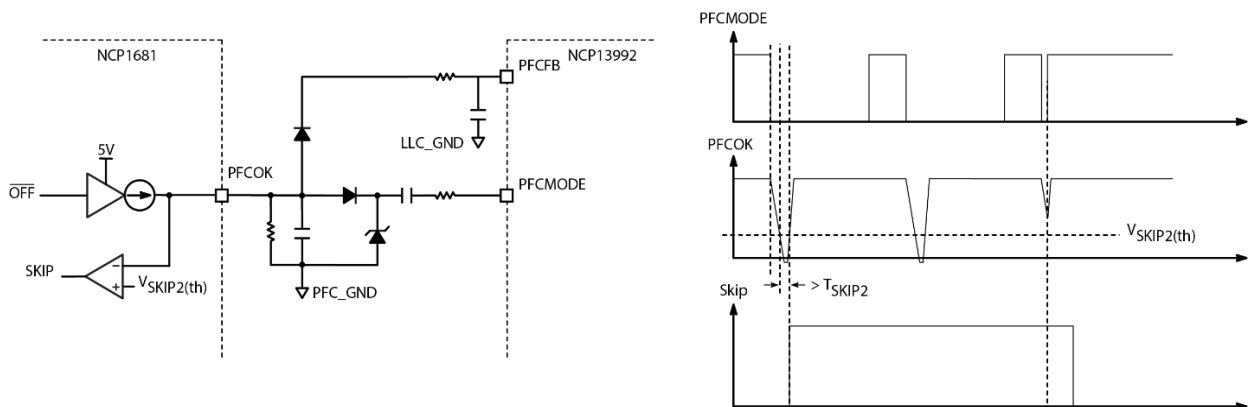 NCP1681
NCP13992
PFCFB
LLC_GND
5V
OFF
PFCOK
PFCMODE
SKIP
VSKIP2(th)
PFC_GND
PFCMODE
PFCOK
VSKIP2(th)
Skip
> TSKIP2